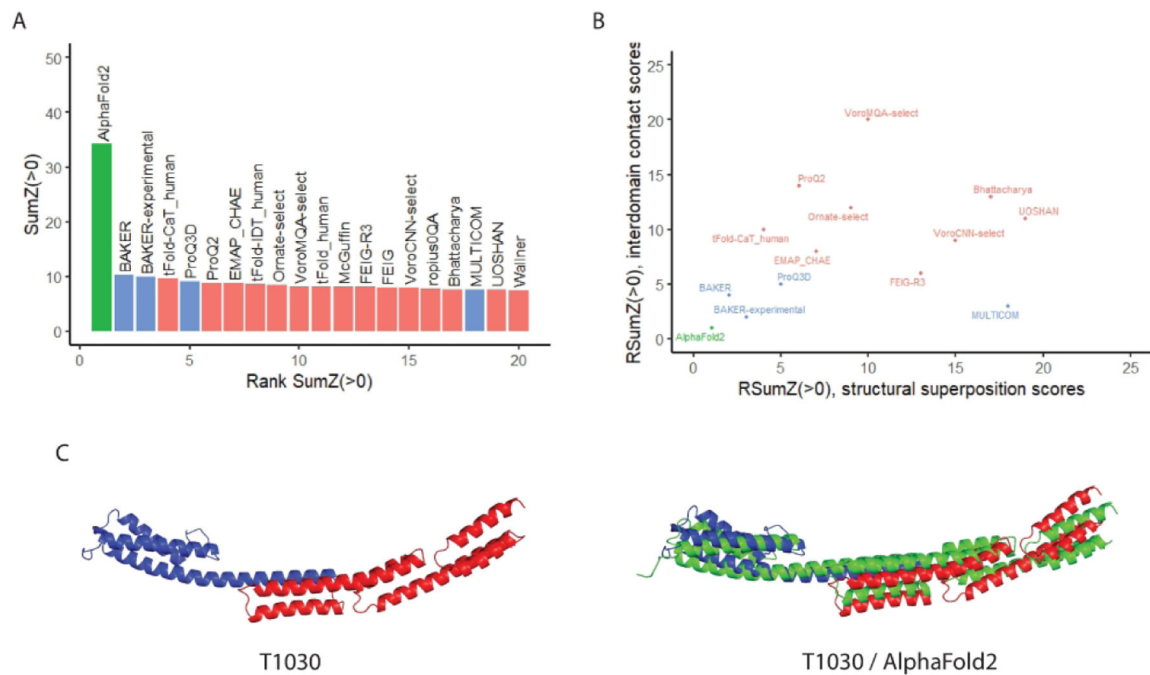 A
SumZ(>0)
50
40
30
20
10
0
AlphaFold2
BAKER
BAKER-experimental
tFold-CaT_human
ProQ3D
ProQ2
EMAP_CHAE
tFold-IDT_human
Ornate-select
VoroMQA-select
tFold_human
McGuffin
FEIG-R3
FEIG
VoroCNN-select
ropius0QA
Bhattacharya
MULTICOM
UOSHAN
Wallner
0
5
10
15
20
Rank SumZ(>0)
B
RSumZ(>0), interdomain contact scores
25
20
15
10
5
0
VoroMQA-select
ProQ2
Bhattacharya
Ornate-select
UOSHAN
tFold-CaT_human
VoroCNN-select
EMAP_CHAE
ProQ3D
FEIG-R3
BAKER
BAKER-experimental
MULTICOM
AlphaFold2
0
5
10
15
20
25
RSumZ(>0), structural superposition scores
C
T1030
T1030 / AlphaFold2